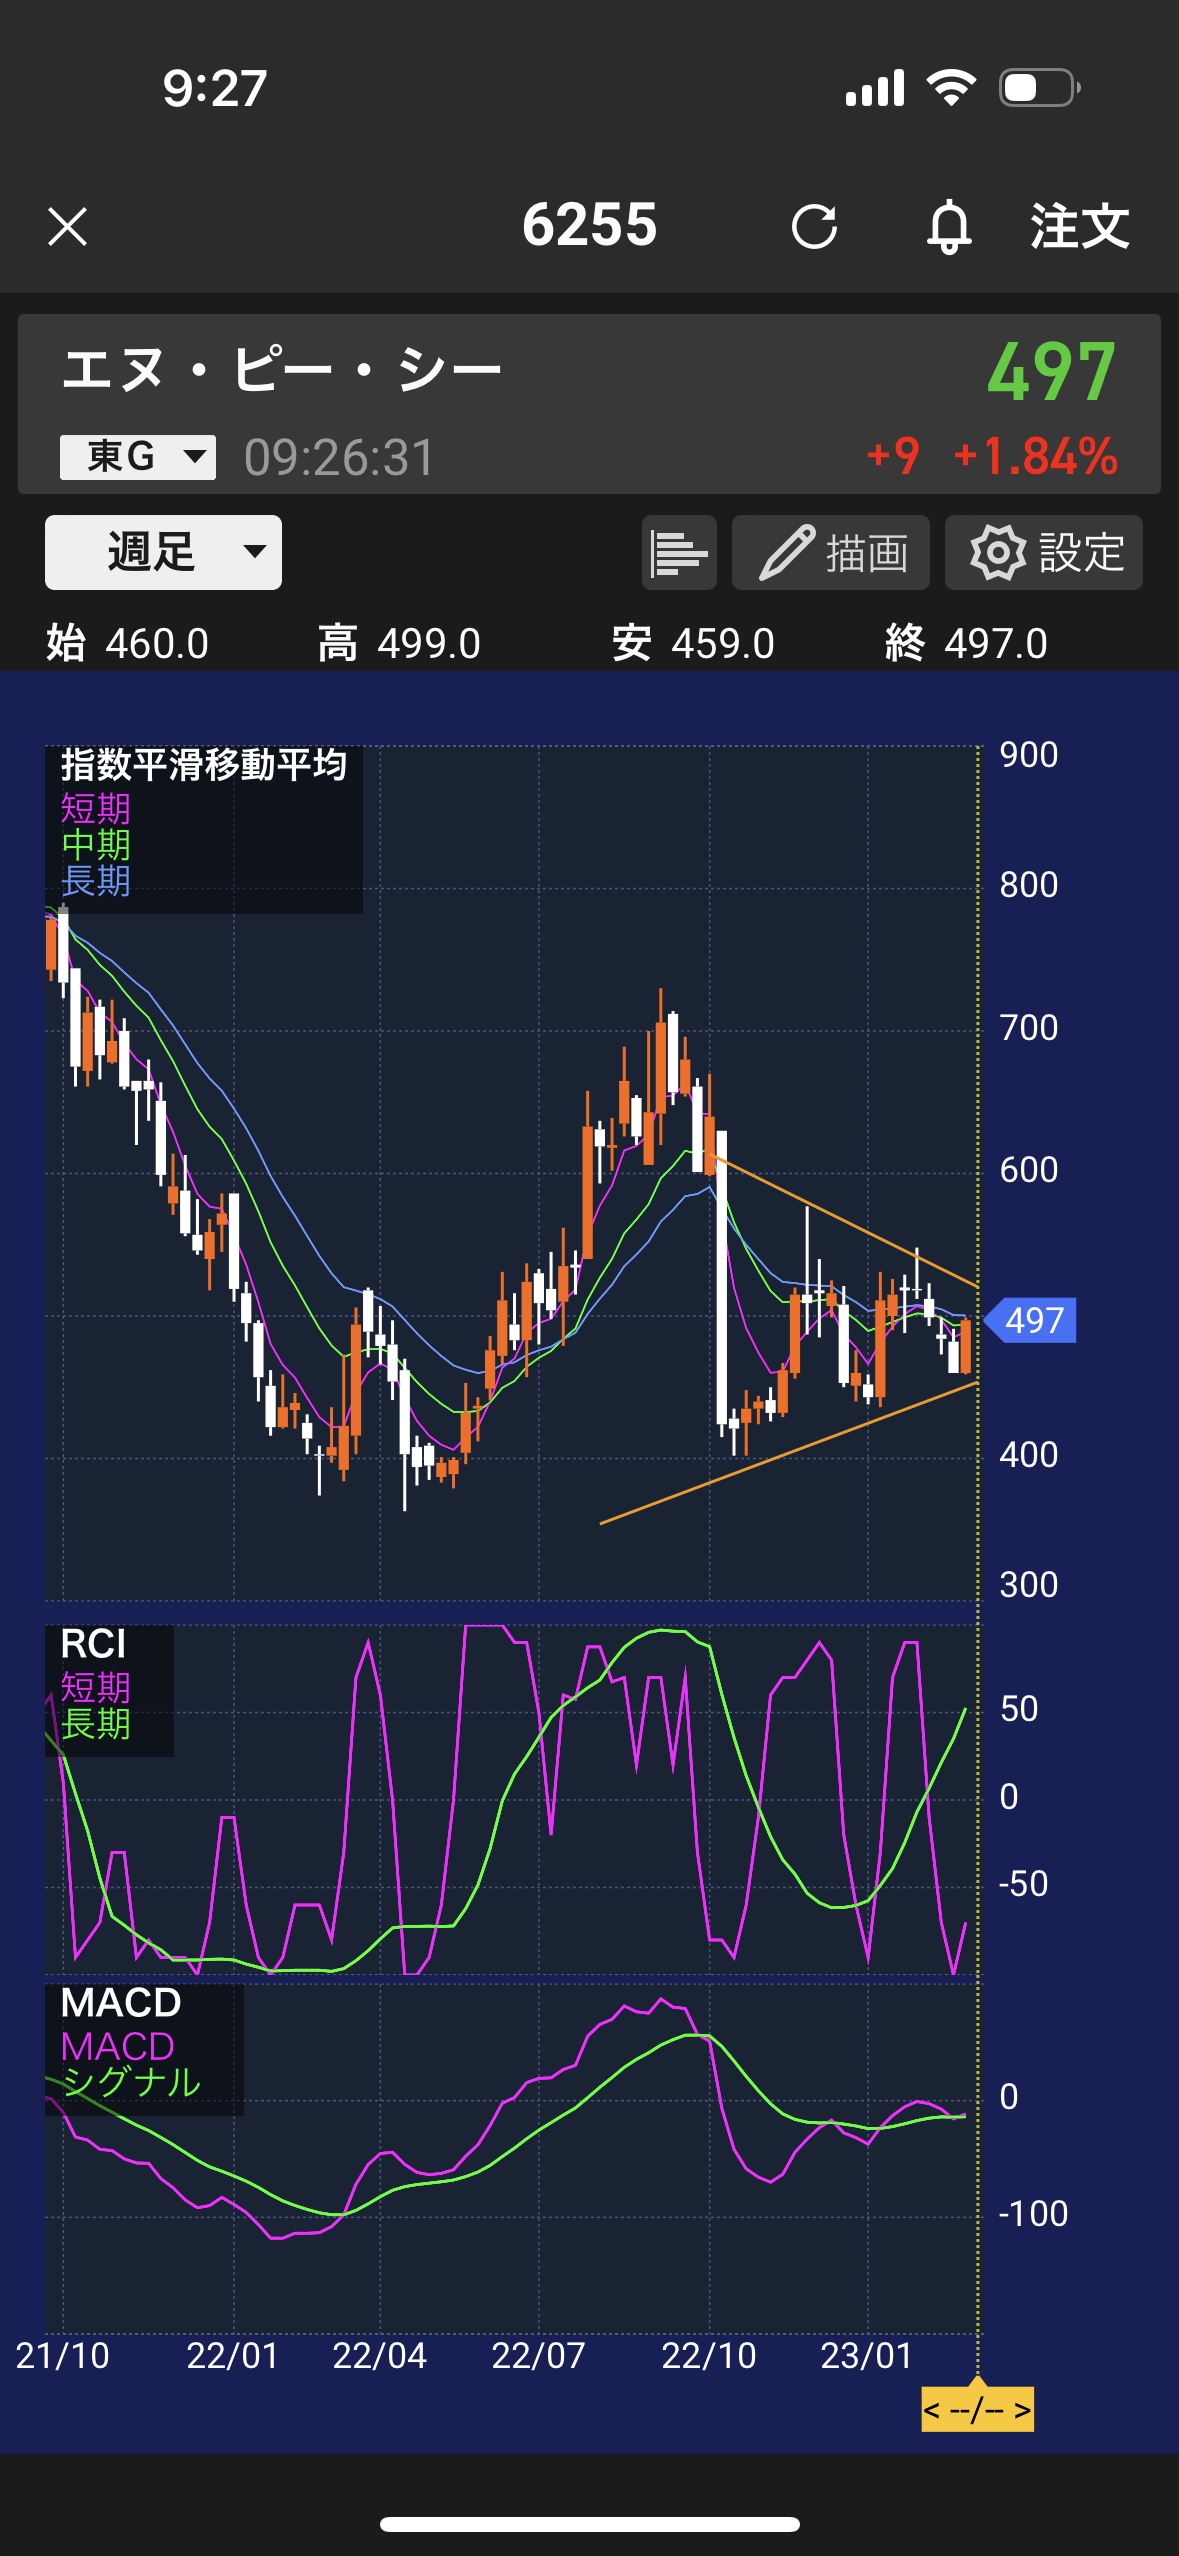 9:27
6255
注文
エヌ・ピー・シー
497
東G
09:26:31
+9 +1.84%
週足
描画
設定
始 460.0 高 499.0 安 459.0 終 497.0
指数平滑移動平均
短期
中期
長期
900
800
700
600
497
400
300
RCI
短期
長期
50
0
-50
MACD
MACD
シグナル
0
-100
21/10 22/01 22/04 22/07 22/10 23/01
< --/-- >